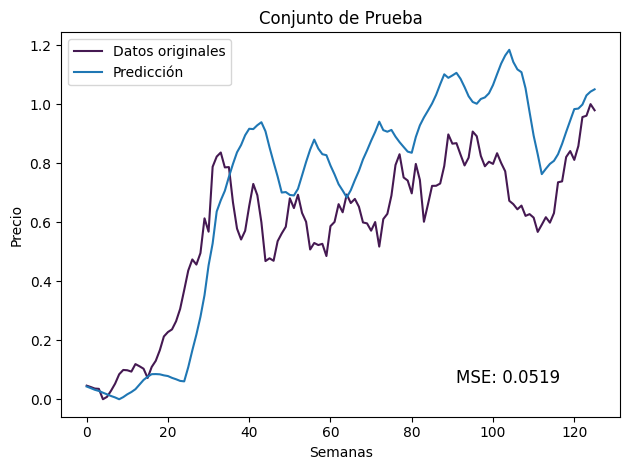 Conjunto de Prueba
Datos originales
Predicción
Precio
1.2
1.0
0.8
0.6
0.4
0.2
0.0
MSE: 0.0519
0 20 40 60 80 100 120
Semanas